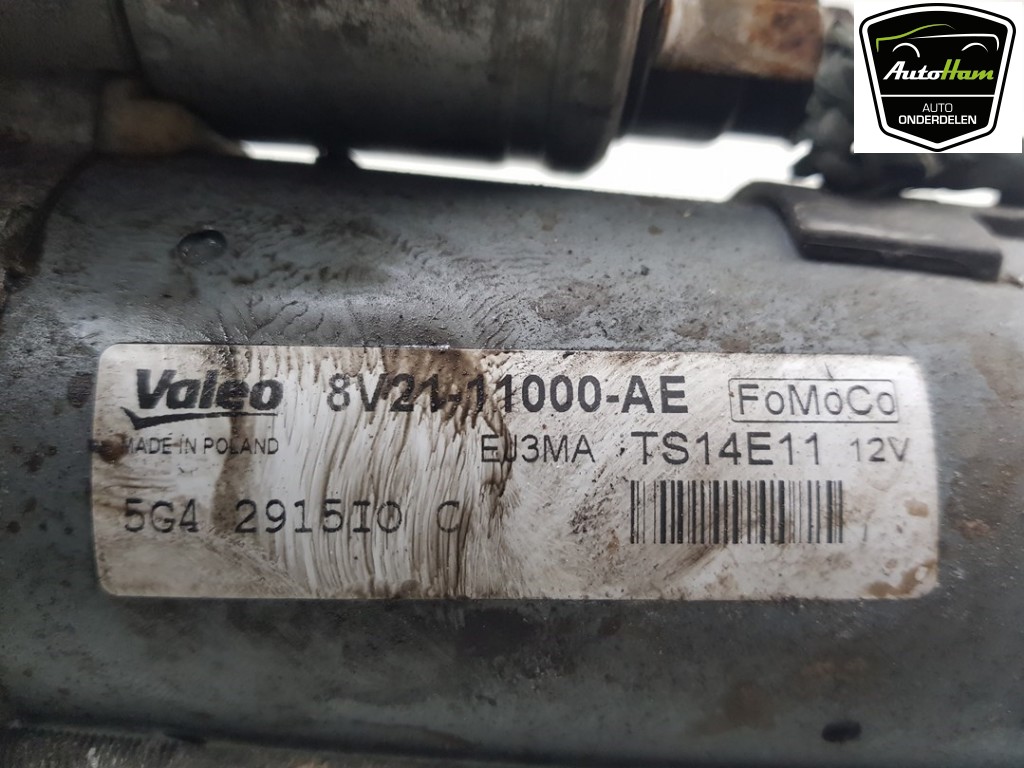 AutoHam
AUTO
ONDERDELEN
Valeo 8V21-11000-AE FoMoCo
MADE IN POLAND EJ3MA TS14E11 12V
5G4 2915IO C